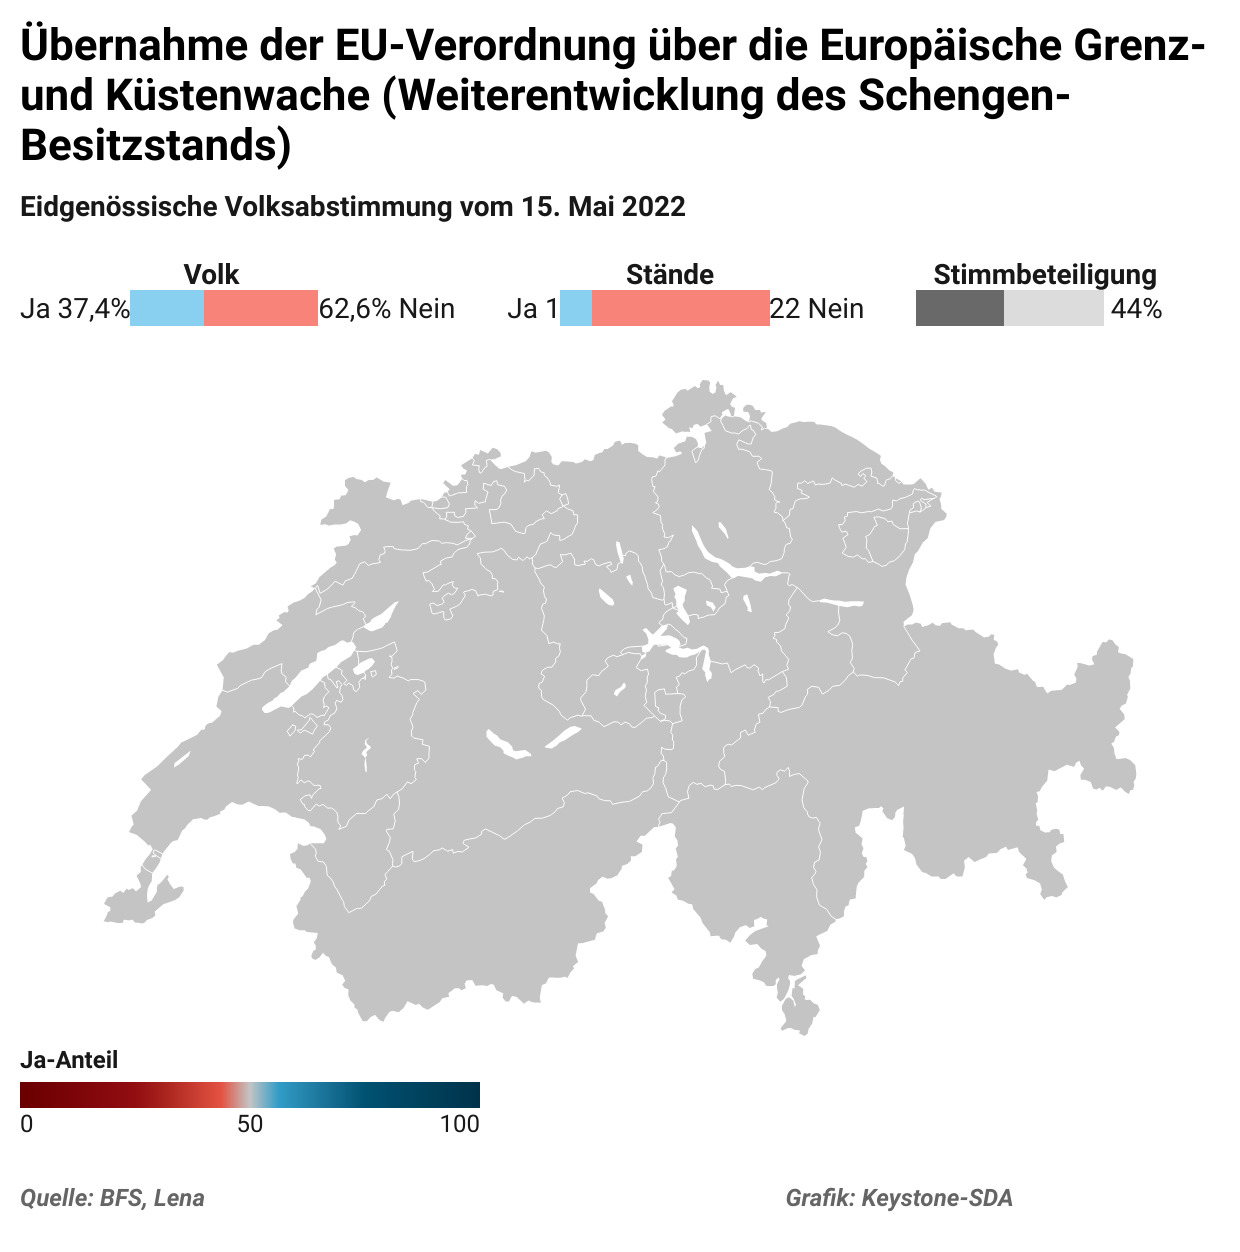 Übernahme der EU-Verordnung über die Europäische Grenz-
und Küstenwache (Weiterentwicklung des Schengen-
Besitzstands)
Eidgenössische Volksabstimmung vom 15. Mai 2022
Volk
Ja 37,4% 62,6% Nein
Stände
Ja 1 22 Nein
Stimmbeteiligung
44%
Ja-Anteil
0 50 100
Quelle: BFS, Lena
Grafik: Keystone-SDA